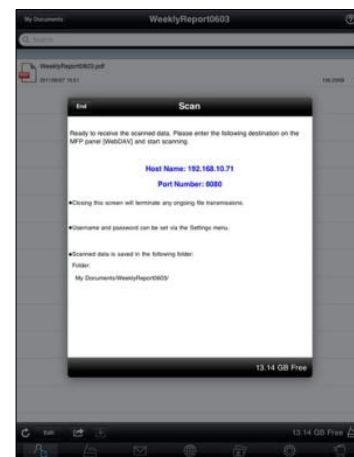 My Documents
WeeklyReport0603
Search
WeeklyReport0603.pdf
End
Scan
Ready to receive the scanned data. Please enter the following destination on the
MFP panel [WebDAV] and start scanning.
Host Name: 192.168.10.71
Port Number: 8080
●Closing this screen will terminate any ongoing file transmissions.
●Username and password can be set via the Settings menu.
●Scanned data is saved in the following folder:
Folder:
My Documents/WeeklyReport0603/
13.14 GB Free
Edit
13.14 GB Free